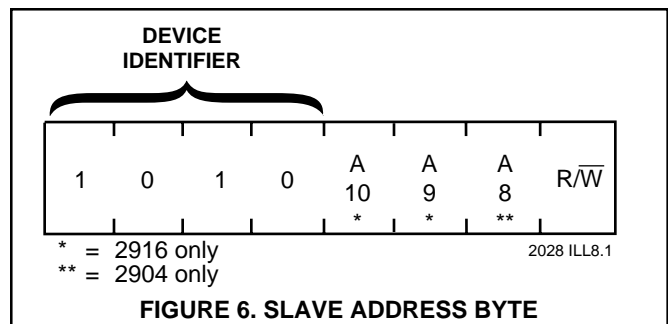 DEVICE
IDENTIFIER
1 0 1 0 A A A R/W̅
10 9 8
* * **
* = 2916 only
2028 ILL8.1
** = 2904 only
FIGURE 6. SLAVE ADDRESS BYTE